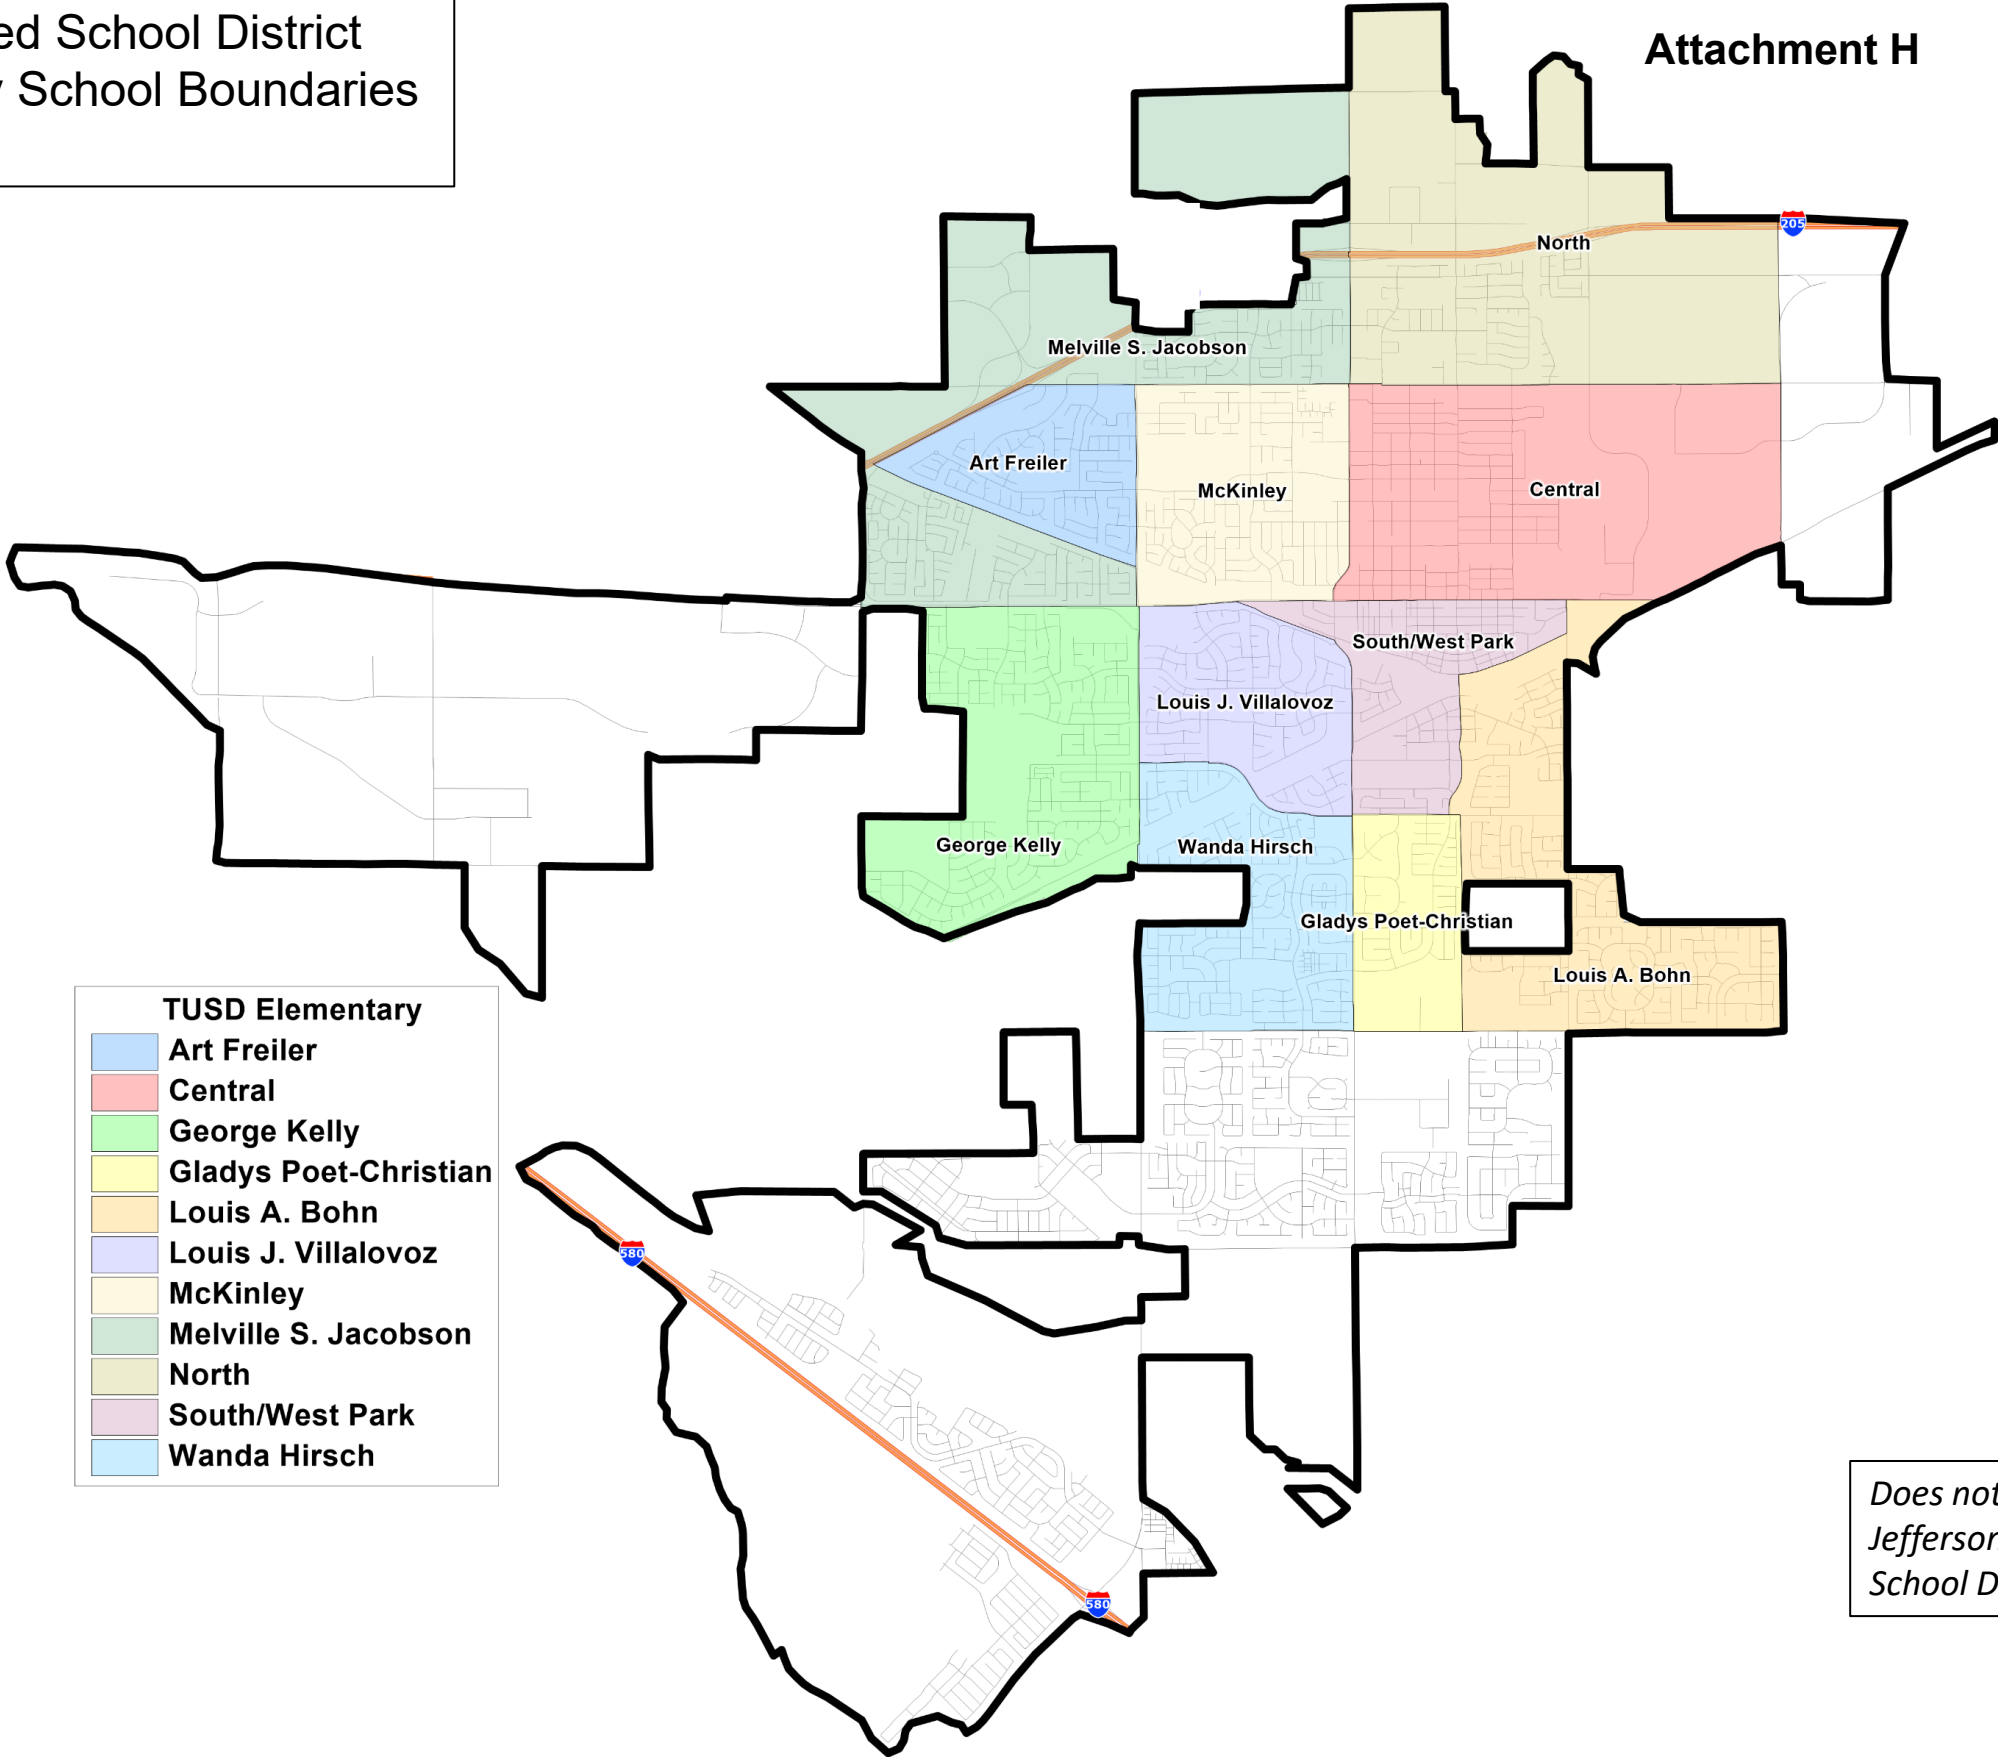 ed School District
School Boundaries
Attachment H
205
North
Melville S. Jacobson
Art Freiler
McKinley
Central
South/West Park
Louis J. Villalovoz
George Kelly
Wanda Hirsch
Gladys Poet-Christian
Louis A. Bohn
TUSD Elementary
Art Freiler
Central
George Kelly
Gladys Poet-Christian
Louis A. Bohn
Louis J. Villalovoz
McKinley
Melville S. Jacobson
North
South/West Park
Wanda Hirsch
580
580
Does not
Jefferson
School D